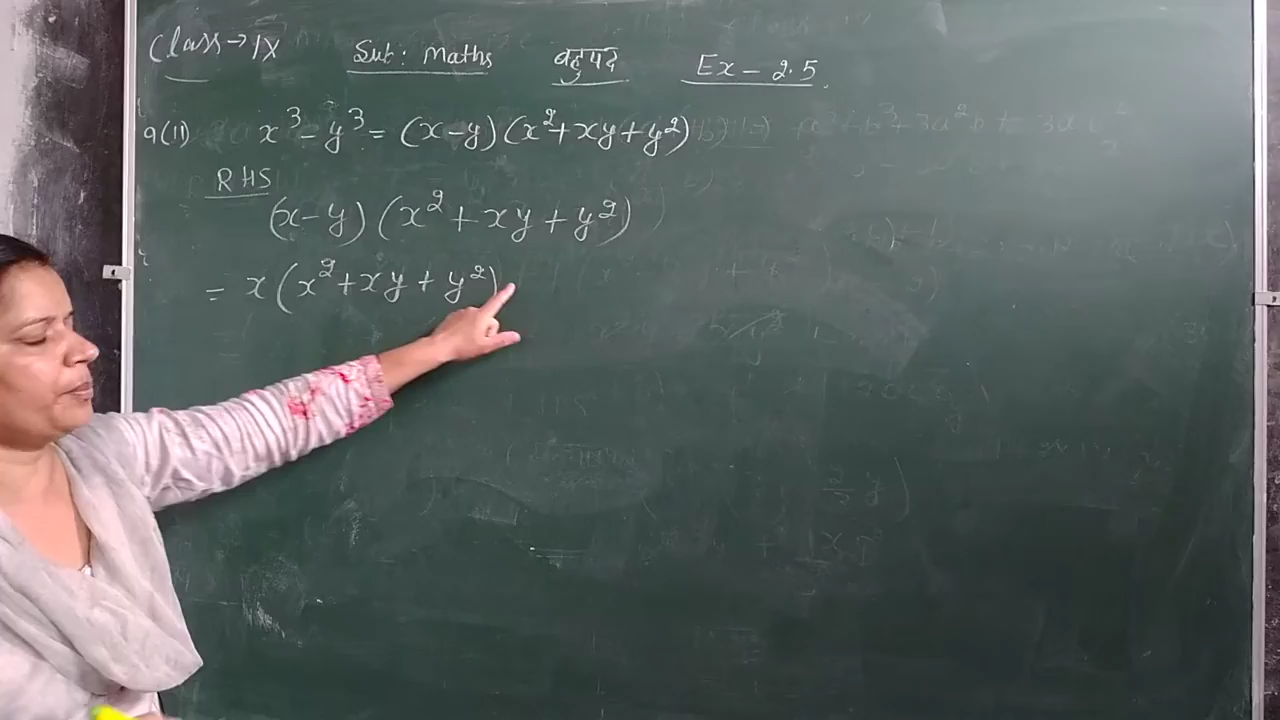 Class → IX Sub: Maths बहुपद Ex - 2.5
9(11) x³ - y³ = (x-y)(x²+xy+y²)
RHS
(x-y)(x²+xy+y²)
= x(x²+xy+y²)